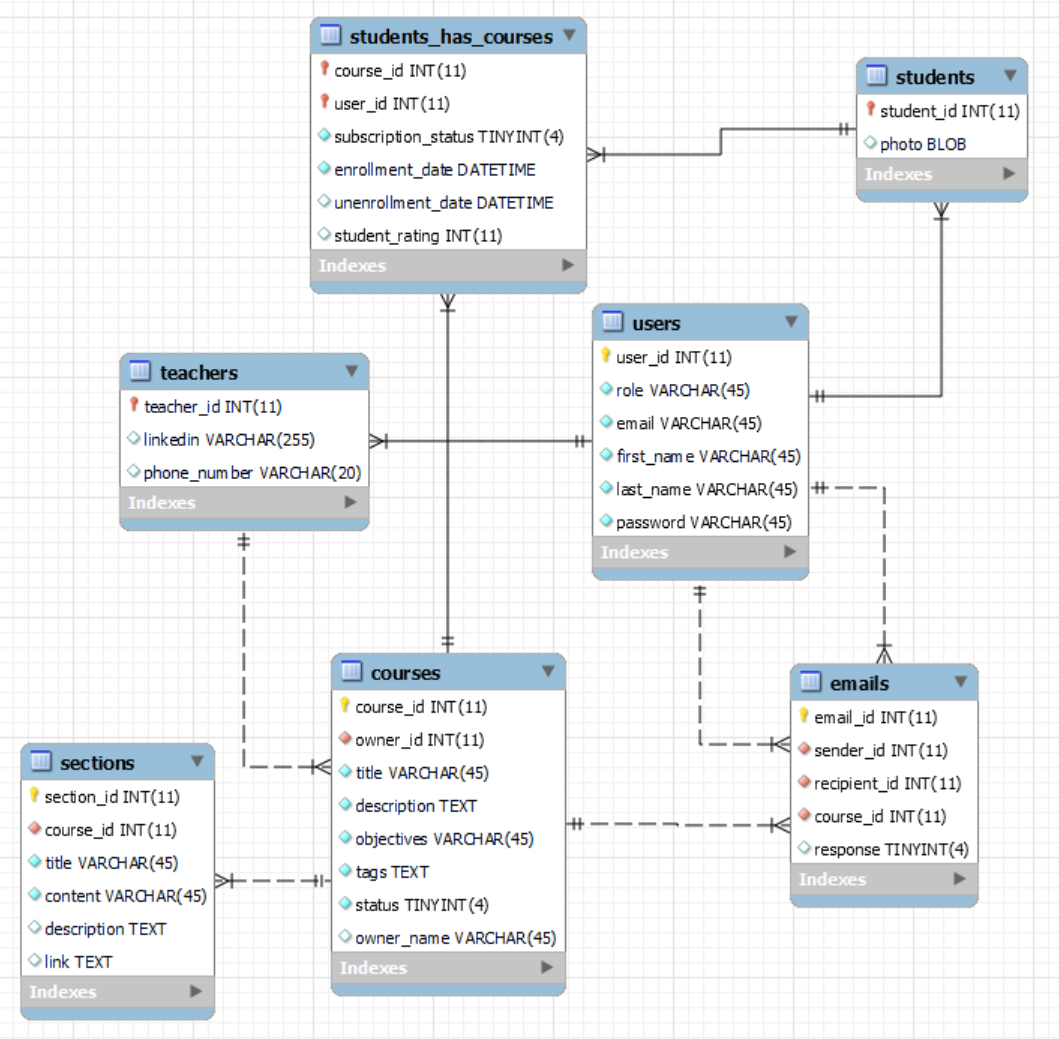 students_has_courses
course_id INT(11)
user_id INT(11)
subscription_status TINYINT(4)
enrollment_date DATETIME
unenrollment_date DATETIME
student_rating INT(11)
Indexes
students
student_id INT(11)
photo BLOB
Indexes
users
user_id INT(11)
role VARCHAR(45)
email VARCHAR(45)
first_name VARCHAR(45)
last_name VARCHAR(45)
password VARCHAR(45)
Indexes
teachers
teacher_id INT(11)
linkedin VARCHAR(255)
phone_number VARCHAR(20)
Indexes
courses
course_id INT(11)
owner_id INT(11)
title VARCHAR(45)
description TEXT
objectives VARCHAR(45)
tags TEXT
status TINYINT(4)
owner_name VARCHAR(45)
Indexes
emails
email_id INT(11)
sender_id INT(11)
recipient_id INT(11)
course_id INT(11)
response TINYINT(4)
Indexes
sections
section_id INT(11)
course_id INT(11)
title VARCHAR(45)
content VARCHAR(45)
description TEXT
link TEXT
Indexes